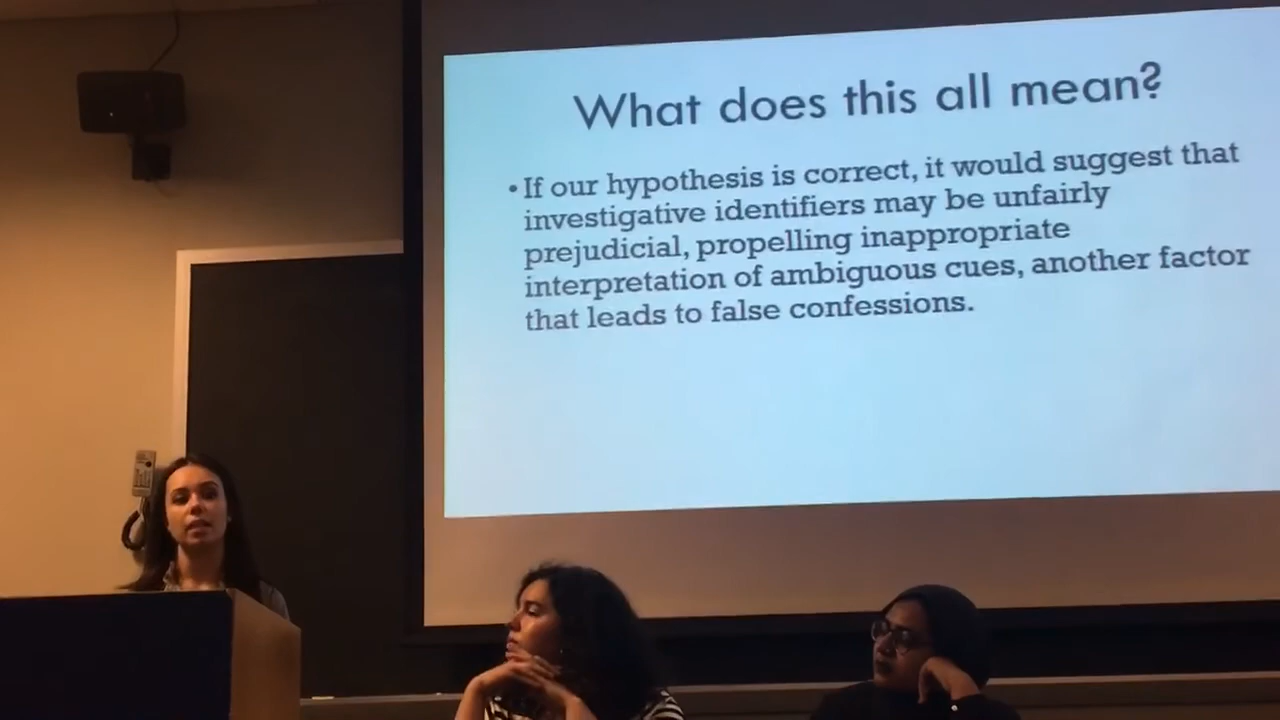 What does this all mean?
• If our hypothesis is correct, it would suggest that
investigative identifiers may be unfairly
prejudicial, propelling inappropriate
interpretation of ambiguous cues, another factor
that leads to false confessions.